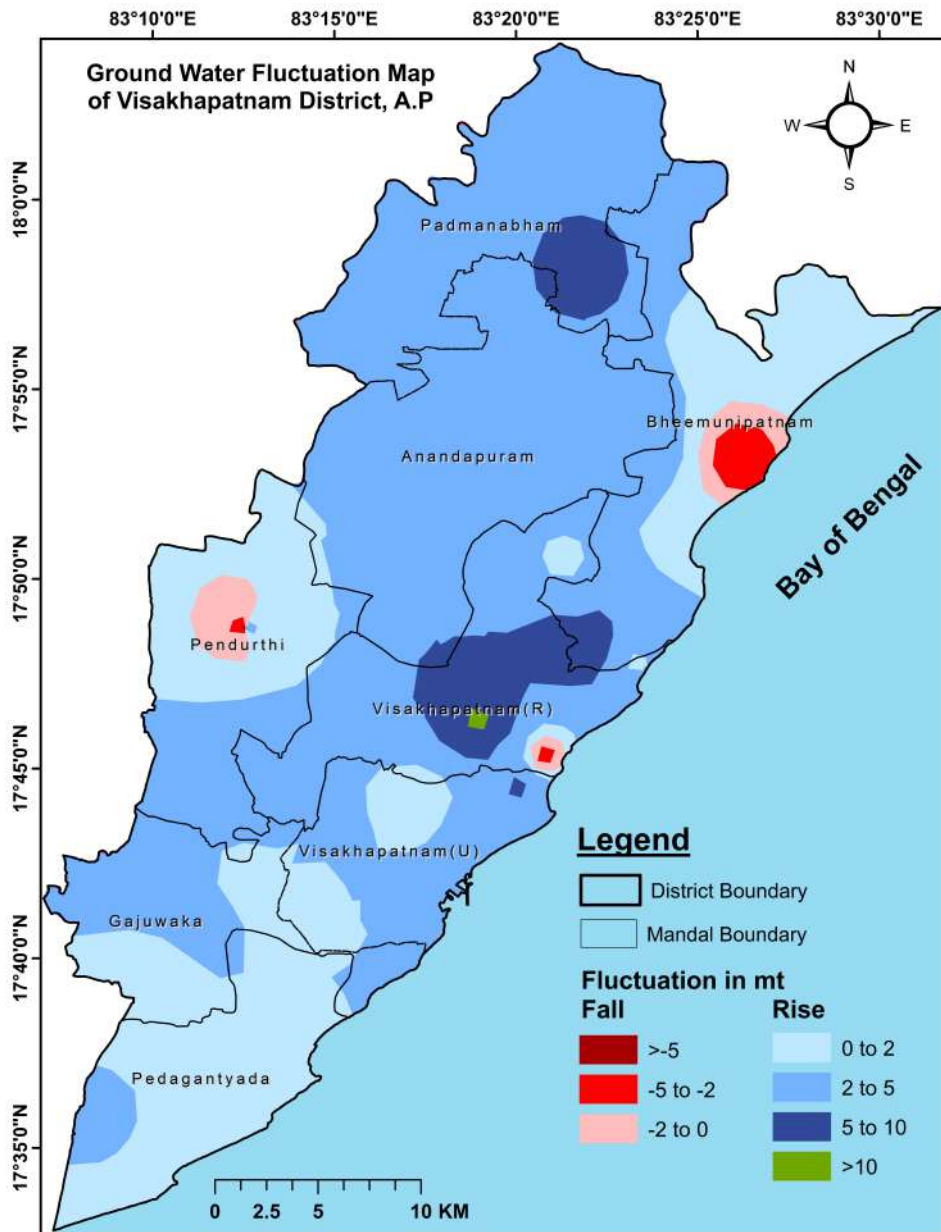 83°10'0"E
83°15'0"E
83°20'0"E
83°25'0"E
83°30'0"E
Ground Water Fluctuation Map
of Visakhapatnam District, A.P
N
W
E
S
18°0'0"N
17°55'0"N
17°50'0"N
17°45'0"N
17°40'0"N
17°35'0"N
Padmanabham
Bheemunipatnam
Anandapuram
Bay of Bengal
Pendurthi
Visakhapatnam(R)
Visakhapatnam(U)
Gajuwaka
Pedagantyada
Legend
District Boundary
Mandal Boundary
Fluctuation in mt
Fall
Rise
>-5
0 to 2
-5 to -2
2 to 5
-2 to 0
5 to 10
>10
0 2.5 5 10 KM